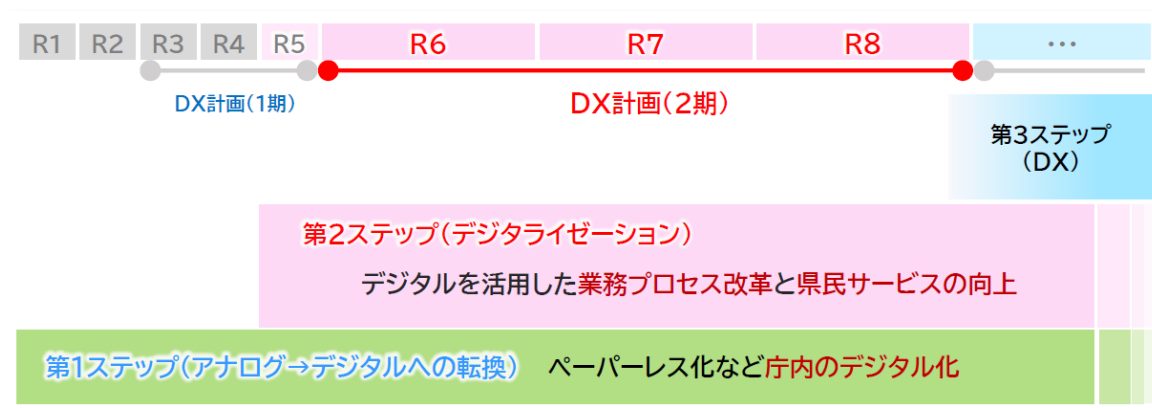 R1 R2 R3 R4 R5 R6 R7 R8 ...
DX計画(1期) DX計画(2期)
第3ステップ
(DX)
第2ステップ(デジタライゼーション)
デジタルを活用した業務プロセス改革と県民サービスの向上
第1ステップ(アナログ→デジタルへの転換) ペーパーレス化など庁内のデジタル化